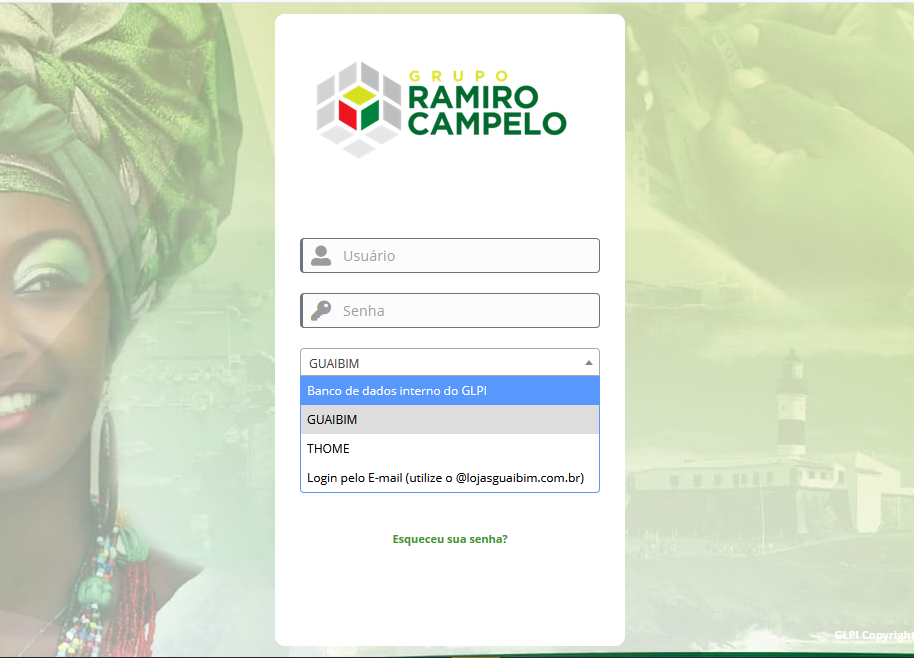 GRUPO
RAMIRO
CAMPELO
Usuário
Senha
GUAIBIM
Banco de dados interno do GLPI
GUAIBIM
THOME
Login pelo E-mail (utilize o @lojasguaibim.com.br)
Esqueceu sua senha?
GLPI Copyright